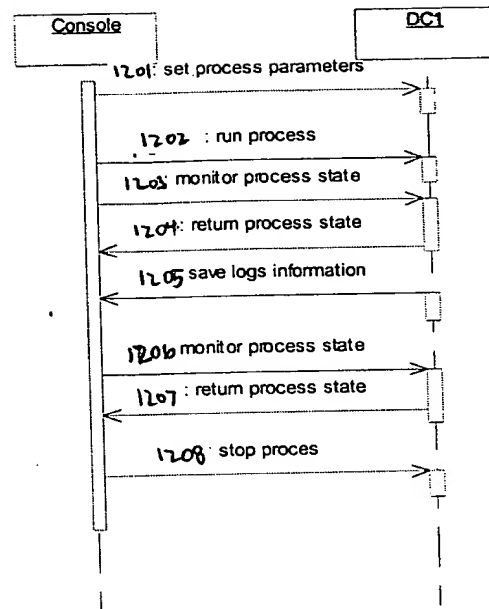 Console
DC1
1201: set process parameters
1202 : run process
1203: monitor process state
1204: return process state
1205 save logs information
1206 monitor process state
1207 : return process state
1208: stop proces